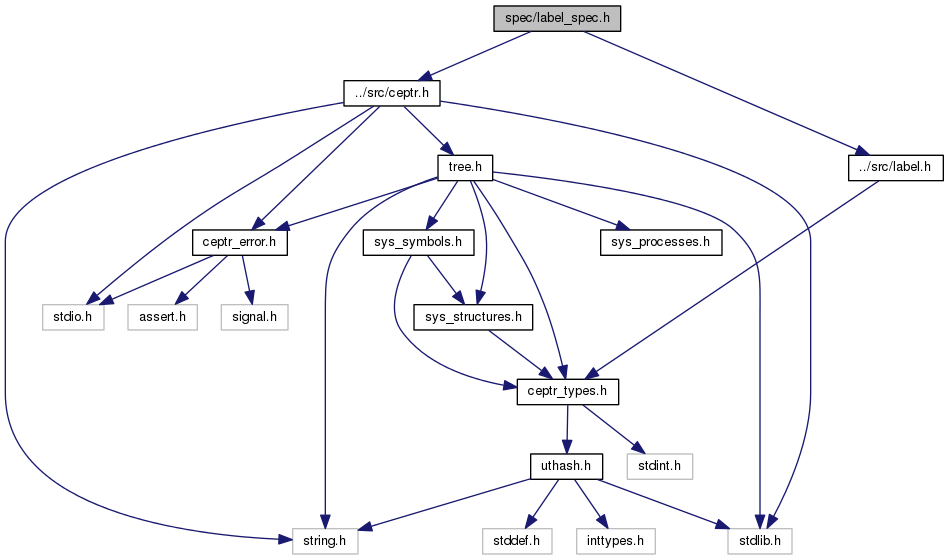 spec/label_spec.h
../src/ceptr.h
tree.h
../src/label.h
ceptr_error.h
sys_symbols.h
sys_processes.h
stdio.h
assert.h
signal.h
sys_structures.h
ceptr_types.h
uthash.h
stdint.h
string.h
stddef.h
inttypes.h
stdlib.h